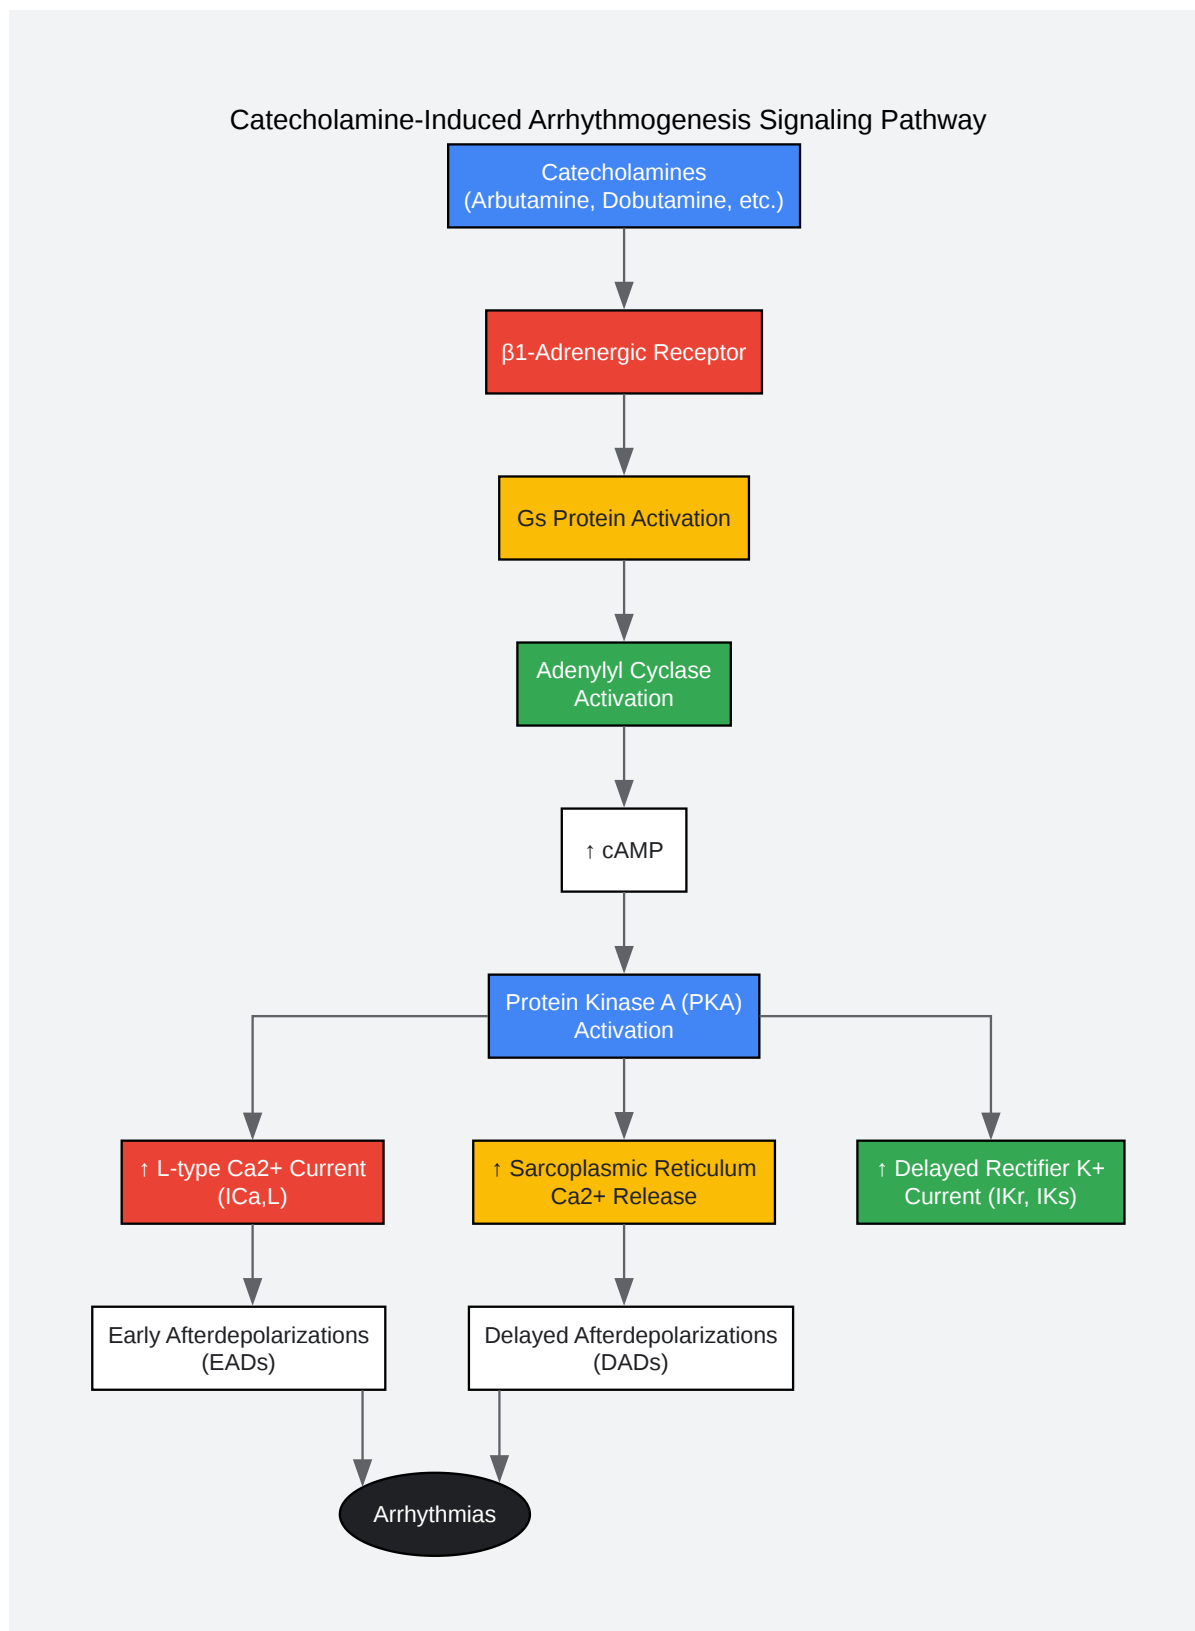 Catecholamine-Induced Arrhythmogenesis Signaling Pathway
Catecholamines
(Arbutamine, Dobutamine, etc.)
β1-Adrenergic Receptor
Gs Protein Activation
Adenylyl Cyclase
Activation
↑ cAMP
Protein Kinase A (PKA)
Activation
↑ L-type Ca2+ Current
(ICa,L)
↑ Sarcoplasmic Reticulum
Ca2+ Release
↑ Delayed Rectifier K+
Current (IKr, IKs)
Early Afterdepolarizations
(EADs)
Delayed Afterdepolarizations
(DADs)
Arrhythmias